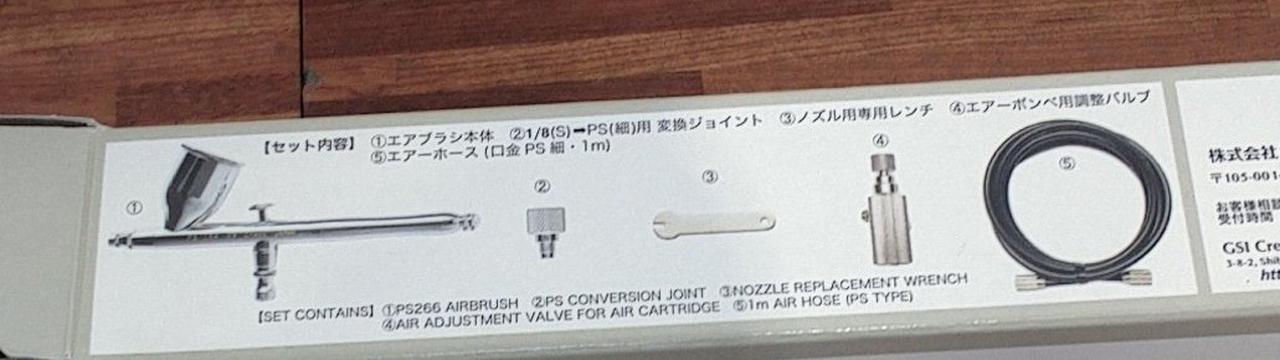 【セット内容】 ①エアブラシ本体 ②1/8(S)➡PS(細)用 変換ジョイント ③ノズル用専用レンチ ④エアーボンベ用調整バルブ
⑤エアーホース (口金 PS 細・1m)
①
②
③
④
⑤
【SET CONTAINS】 ①PS266 AIRBRUSH ②PS CONVERSION JOINT ③NOZZLE REPLACEMENT WRENCH
④AIR ADJUSTMENT VALVE FOR AIR CARTRIDGE ⑤1m AIR HOSE (PS TYPE)
株式会社
〒105-001
お客様相談
受付時間
GSI Cre
3-8-2, Shi
htt